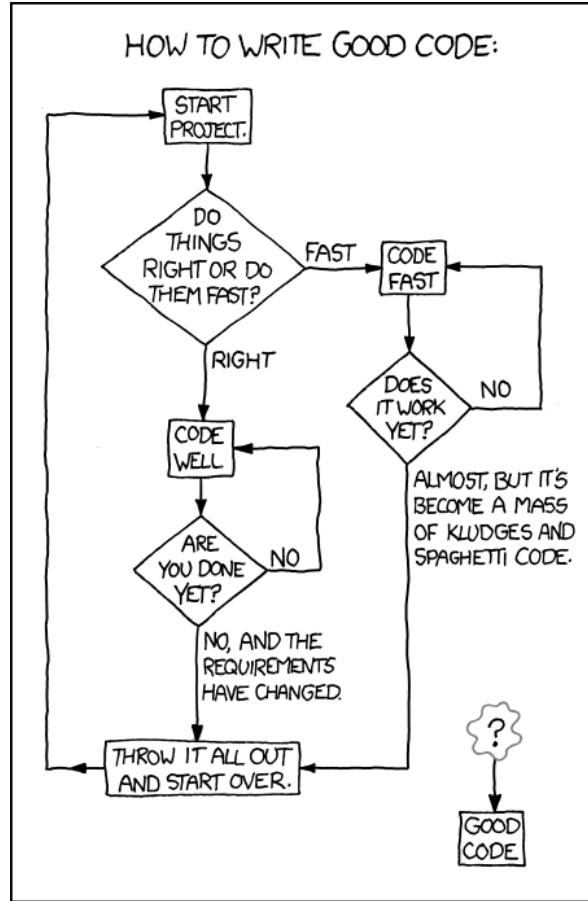 HOW TO WRITE GOOD CODE:
START
PROJECT.
DO
THINGS
RIGHT OR DO
THEM FAST?
FAST
CODE
FAST
RIGHT
DOES
IT WORK
YET?
NO
CODE
WELL
ALMOST, BUT IT'S
BECOME A MASS
OF KLUDGES AND
SPAGHETTI CODE.
ARE
YOU DONE
YET?
NO
NO, AND THE
REQUIREMENTS
HAVE CHANGED.
THROW IT ALL OUT
AND START OVER.
?
GOOD
CODE